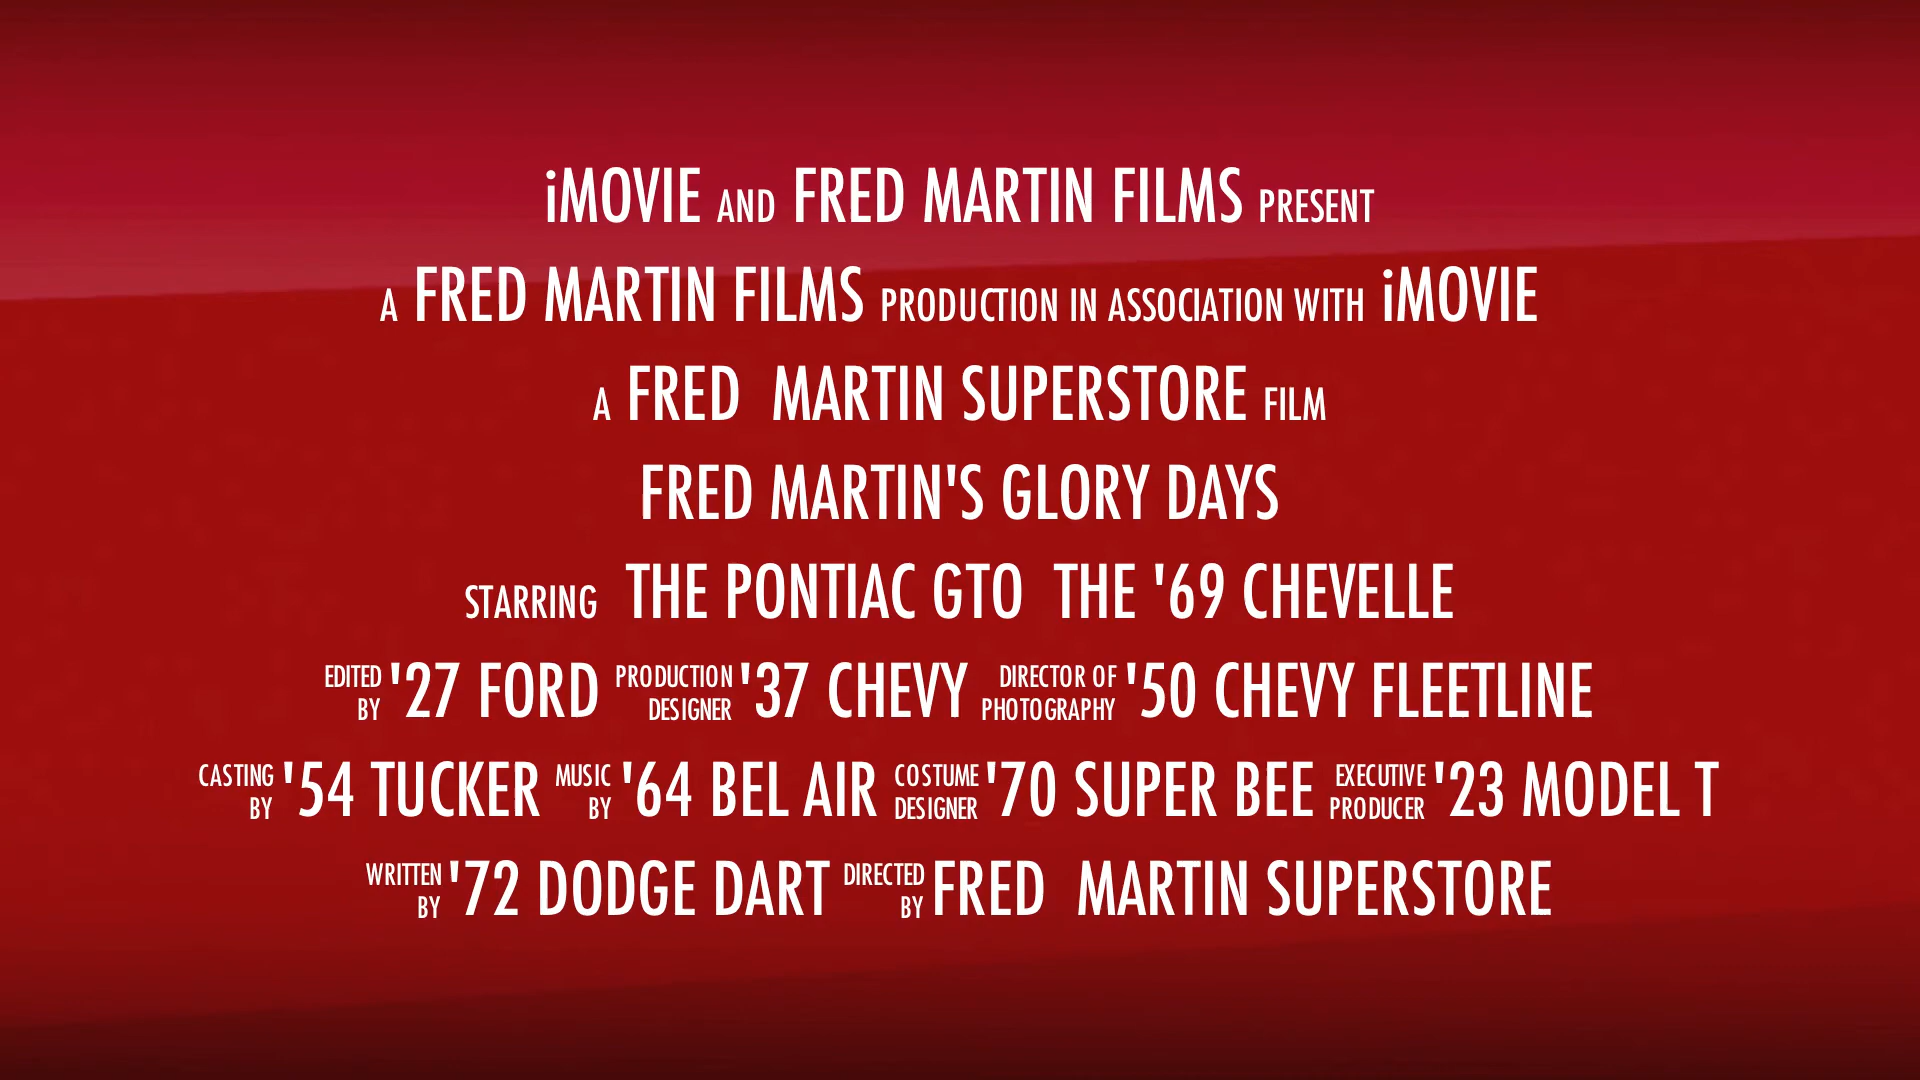 iMOVIE AND FRED MARTIN FILMS PRESENT
A FRED MARTIN FILMS PRODUCTION IN ASSOCIATION WITH iMOVIE
A FRED MARTIN SUPERSTORE FILM
FRED MARTIN'S GLORY DAYS
STARRING THE PONTIAC GTO THE '69 CHEVELLE
EDITED BY '27 FORD PRODUCTION DESIGNER '37 CHEVY DIRECTOR OF PHOTOGRAPHY '50 CHEVY FLEETLINE
CASTING BY '54 TUCKER MUSIC BY '64 BEL AIR COSTUME DESIGNER '70 SUPER BEE EXECUTIVE PRODUCER '23 MODEL T
WRITTEN BY '72 DODGE DART DIRECTED BY FRED MARTIN SUPERSTORE